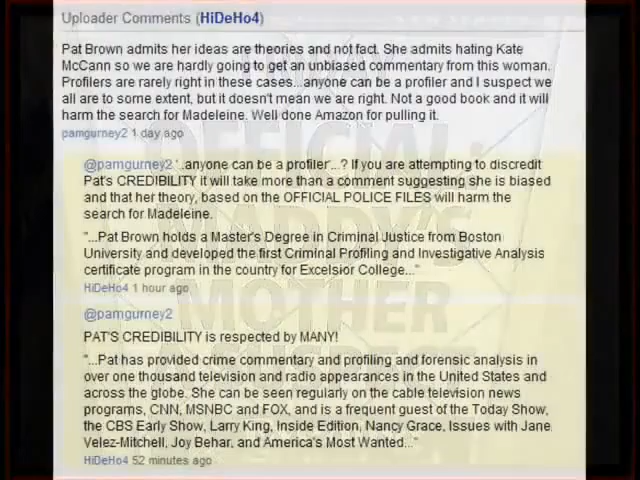 Uploader Comments (HiDeHo4)
Pat Brown admits her ideas are theories and not fact. She admits hating Kate
McCann so we are hardly going to get an unbiased commentary from this woman.
Profilers are rarely right in these cases...anyone can be a profiler and I suspect we
all are to some extent, but it doesn't mean we are right. Not a good book and it will
harm the search for Madeleine. Well done Amazon for pulling it.
pamgurney2 1 day ago
@pamgurney2 '..anyone can be a profiler'...? If you are attempting to discredit
Pat's CREDIBILITY it will take more than a comment suggesting she is biased
and that her theory, based on the OFFICIAL POLICE FILES will harm the
search for Madeleine.
"...Pat Brown holds a Master's Degree in Criminal Justice from Boston
University and developed the first Criminal Profiling and Investigative Analysis
certificate program in the country for Excelsior College..."
HiDeHo4 1 hour ago
@pamgurney2
PAT'S CREDIBILITY is respected by MANY!
"...Pat has provided crime commentary and profiling and forensic analysis in
over one thousand television and radio appearances in the United States and
across the globe. She can be seen regularly on the cable television news
programs, CNN, MSNBC and FOX, and is a frequent guest of the Today Show,
the CBS Early Show, Larry King, Inside Edition, Nancy Grace, Issues with Jane
Velez-Mitchell, Joy Behar, and America's Most Wanted..."
HiDeHo4 52 minutes ago
OFFICIAL
MOTHER